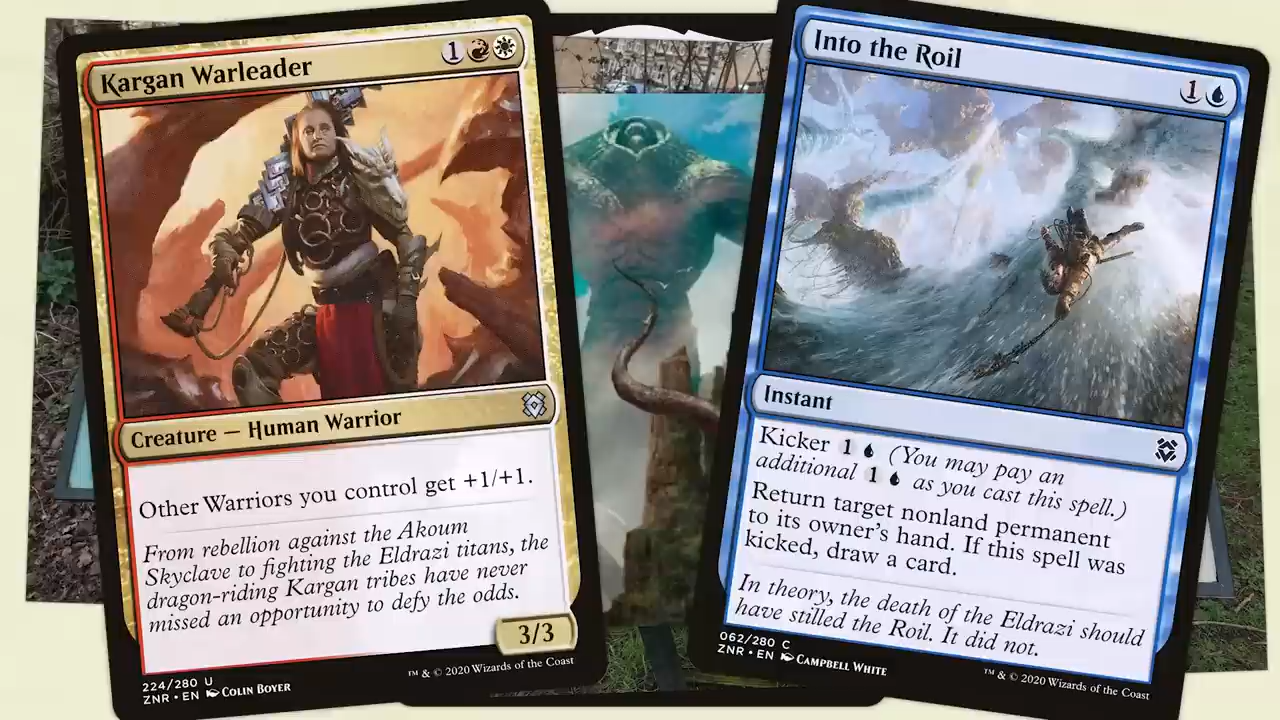 Kargan Warleader
1
Creature — Human Warrior
Other Warriors you control get +1/+1.
From rebellion against the Akoum
Skyclave to fighting the Eldrazi titans, the
dragon-riding Kargan tribes have never
missed an opportunity to defy the odds.
3/3
224/280 U
ZNR • EN Colin Boyer
™ & © 2020 Wizards of the Coast
Into the Roil
1
Instant
Kicker 1 (You may pay an
additional 1 as you cast this spell.)
Return target nonland permanent
to its owner's hand. If this spell was
kicked, draw a card.
In theory, the death of the Eldrazi should
have stilled the Roil. It did not.
062/280 C
ZNR • EN Campbell White
™ & © 2020 Wizards of the Coast